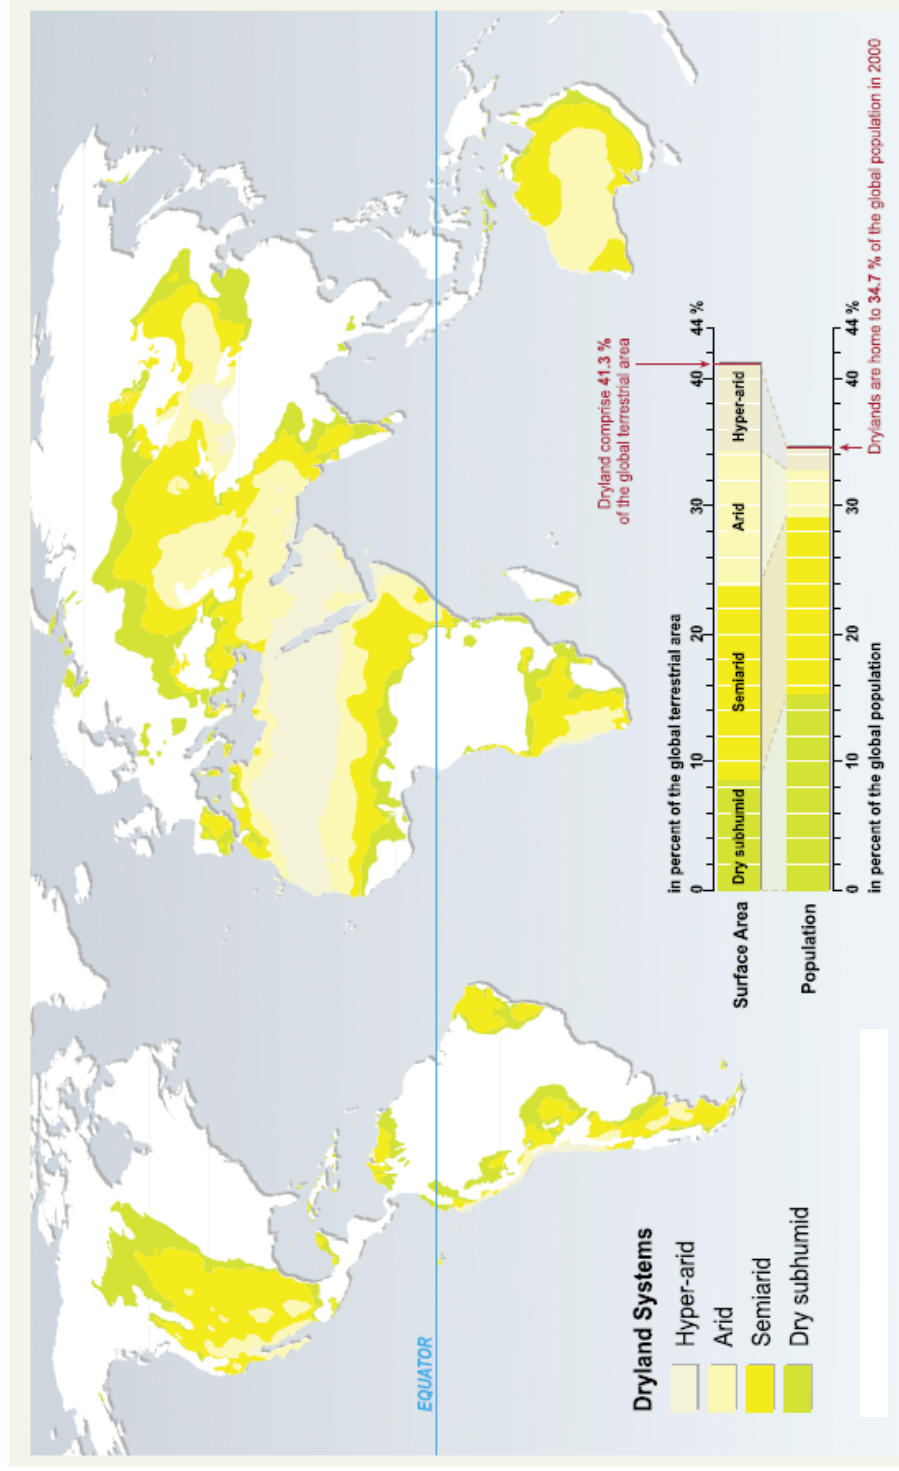 EQUATOR
Dryland Systems
Hyper-arid
Arid
Semiarid
Dry subhumid
Dryland comprise 41.3 %
of the global terrestrial area
in percent of the global terrestrial area
0
10
20
30
40
44 %
Surface Area
Dry subhumid
Semiarid
Arid
Hyper-arid
Population
0
10
20
30
40
44 %
in percent of the global population
Drylands are home to 34.7 % of the global population in 2000